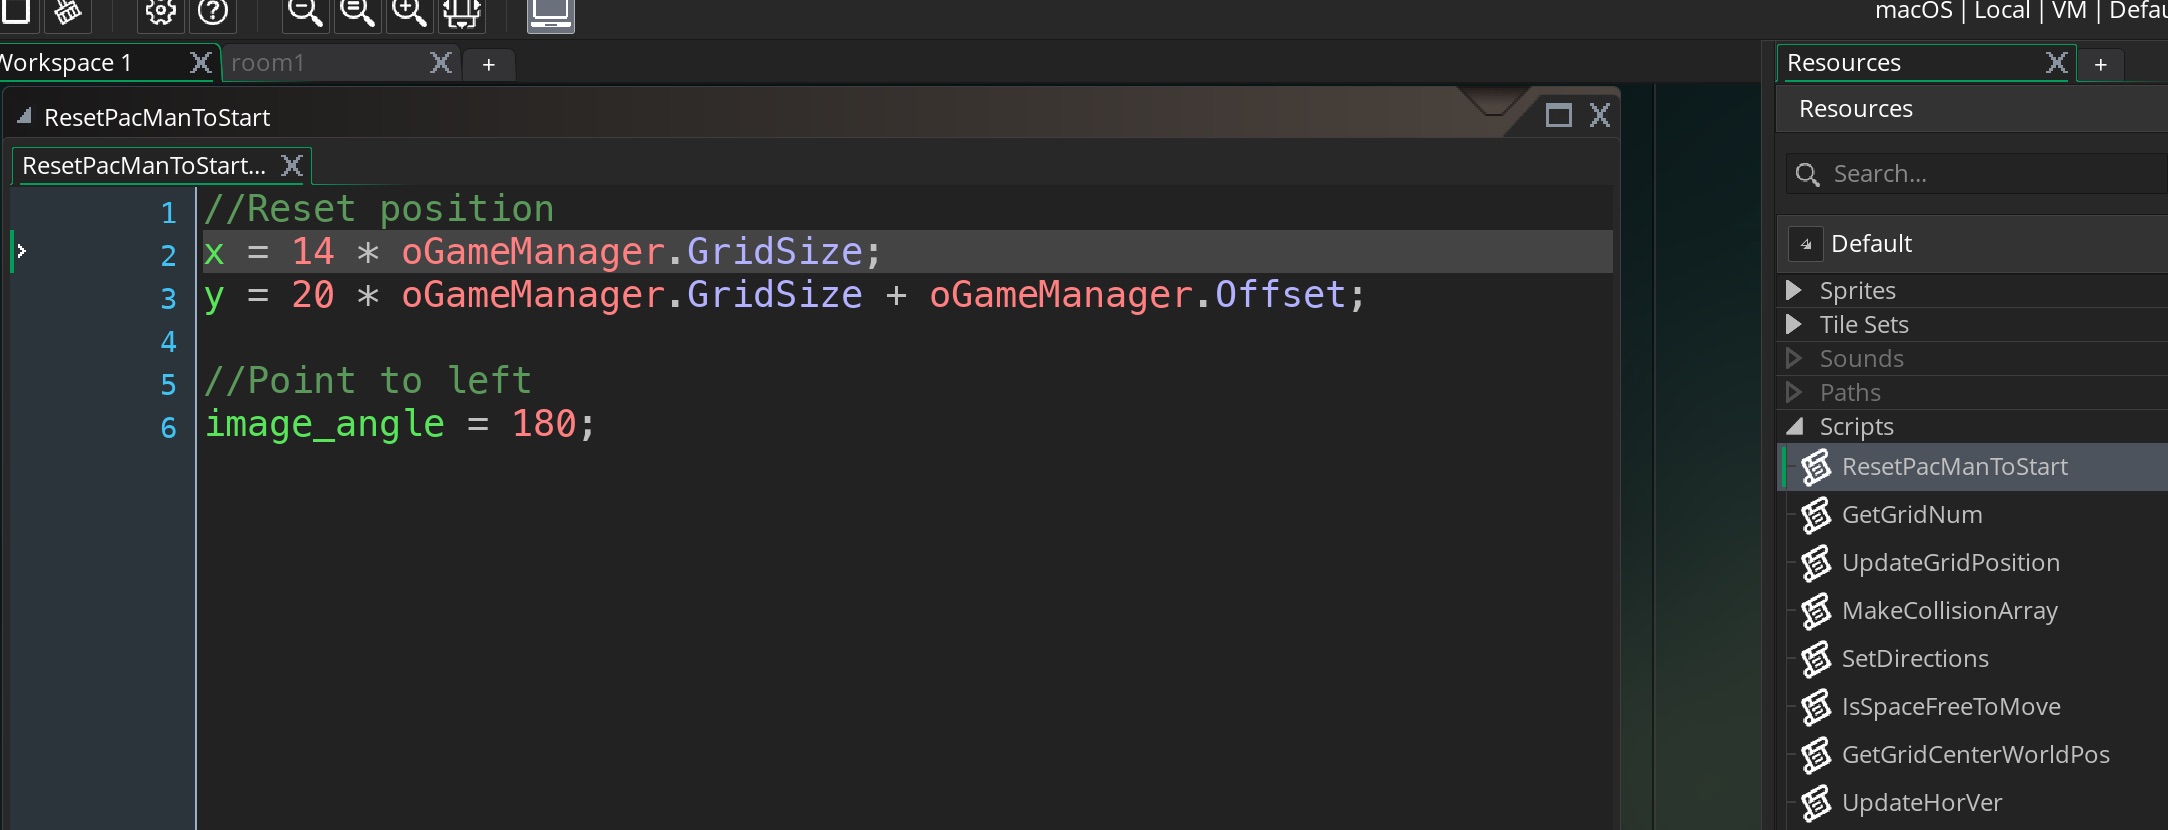 macOS | Local | VM |
Workspace 1
room1
+
Resources
+
ResetPacManToStart
Resources
ResetPacManToStart...
Search...
1 //Reset position
2 x = 14 * oGameManager.GridSize;
3 y = 20 * oGameManager.GridSize + oGameManager.Offset;
4
5 //Point to left
6 image_angle = 180;
Default
Sprites
Tile Sets
Sounds
Paths
Scripts
ResetPacManToStart
GetGridNum
UpdateGridPosition
MakeCollisionArray
SetDirections
IsSpaceFreeToMove
GetGridCenterWorldPos
UpdateHorVer